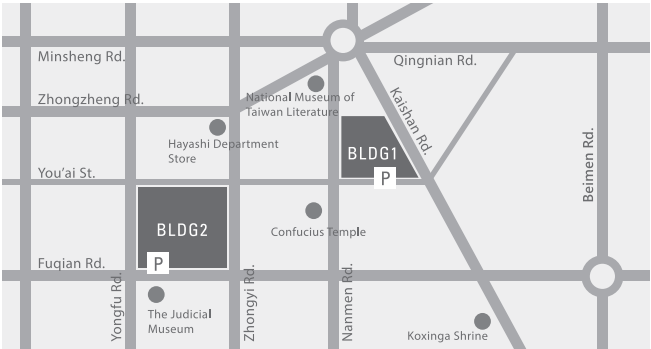 Minsheng Rd.
Qingnian Rd.
Zhongzheng Rd.
National Museum of
Taiwan Literature
Kaishan Rd.
Hayashi Department
Store
BLDG1
P
You'ai St.
Beimen Rd.
BLDG2
Confucius Temple
P
Fuqian Rd.
Yongfu Rd.
Zhongyi Rd.
Nanmen Rd.
The Judicial
Museum
Koxinga Shrine